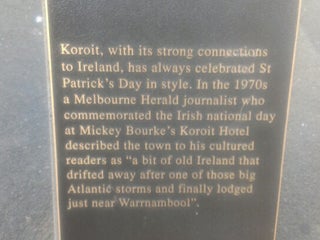 Koroit, with its strong connections
to Ireland, has always celebrated St
Patrick's Day in style. In the 1970s
a Melbourne Herald journalist who
commemorated the Irish national day
at Mickey Bourke's Koroit Hotel
described the town to his cultured
readers as "a bit of old Ireland that
drifted away after one of those big
Atlantic storms and finally lodged
just near Warrnambool".